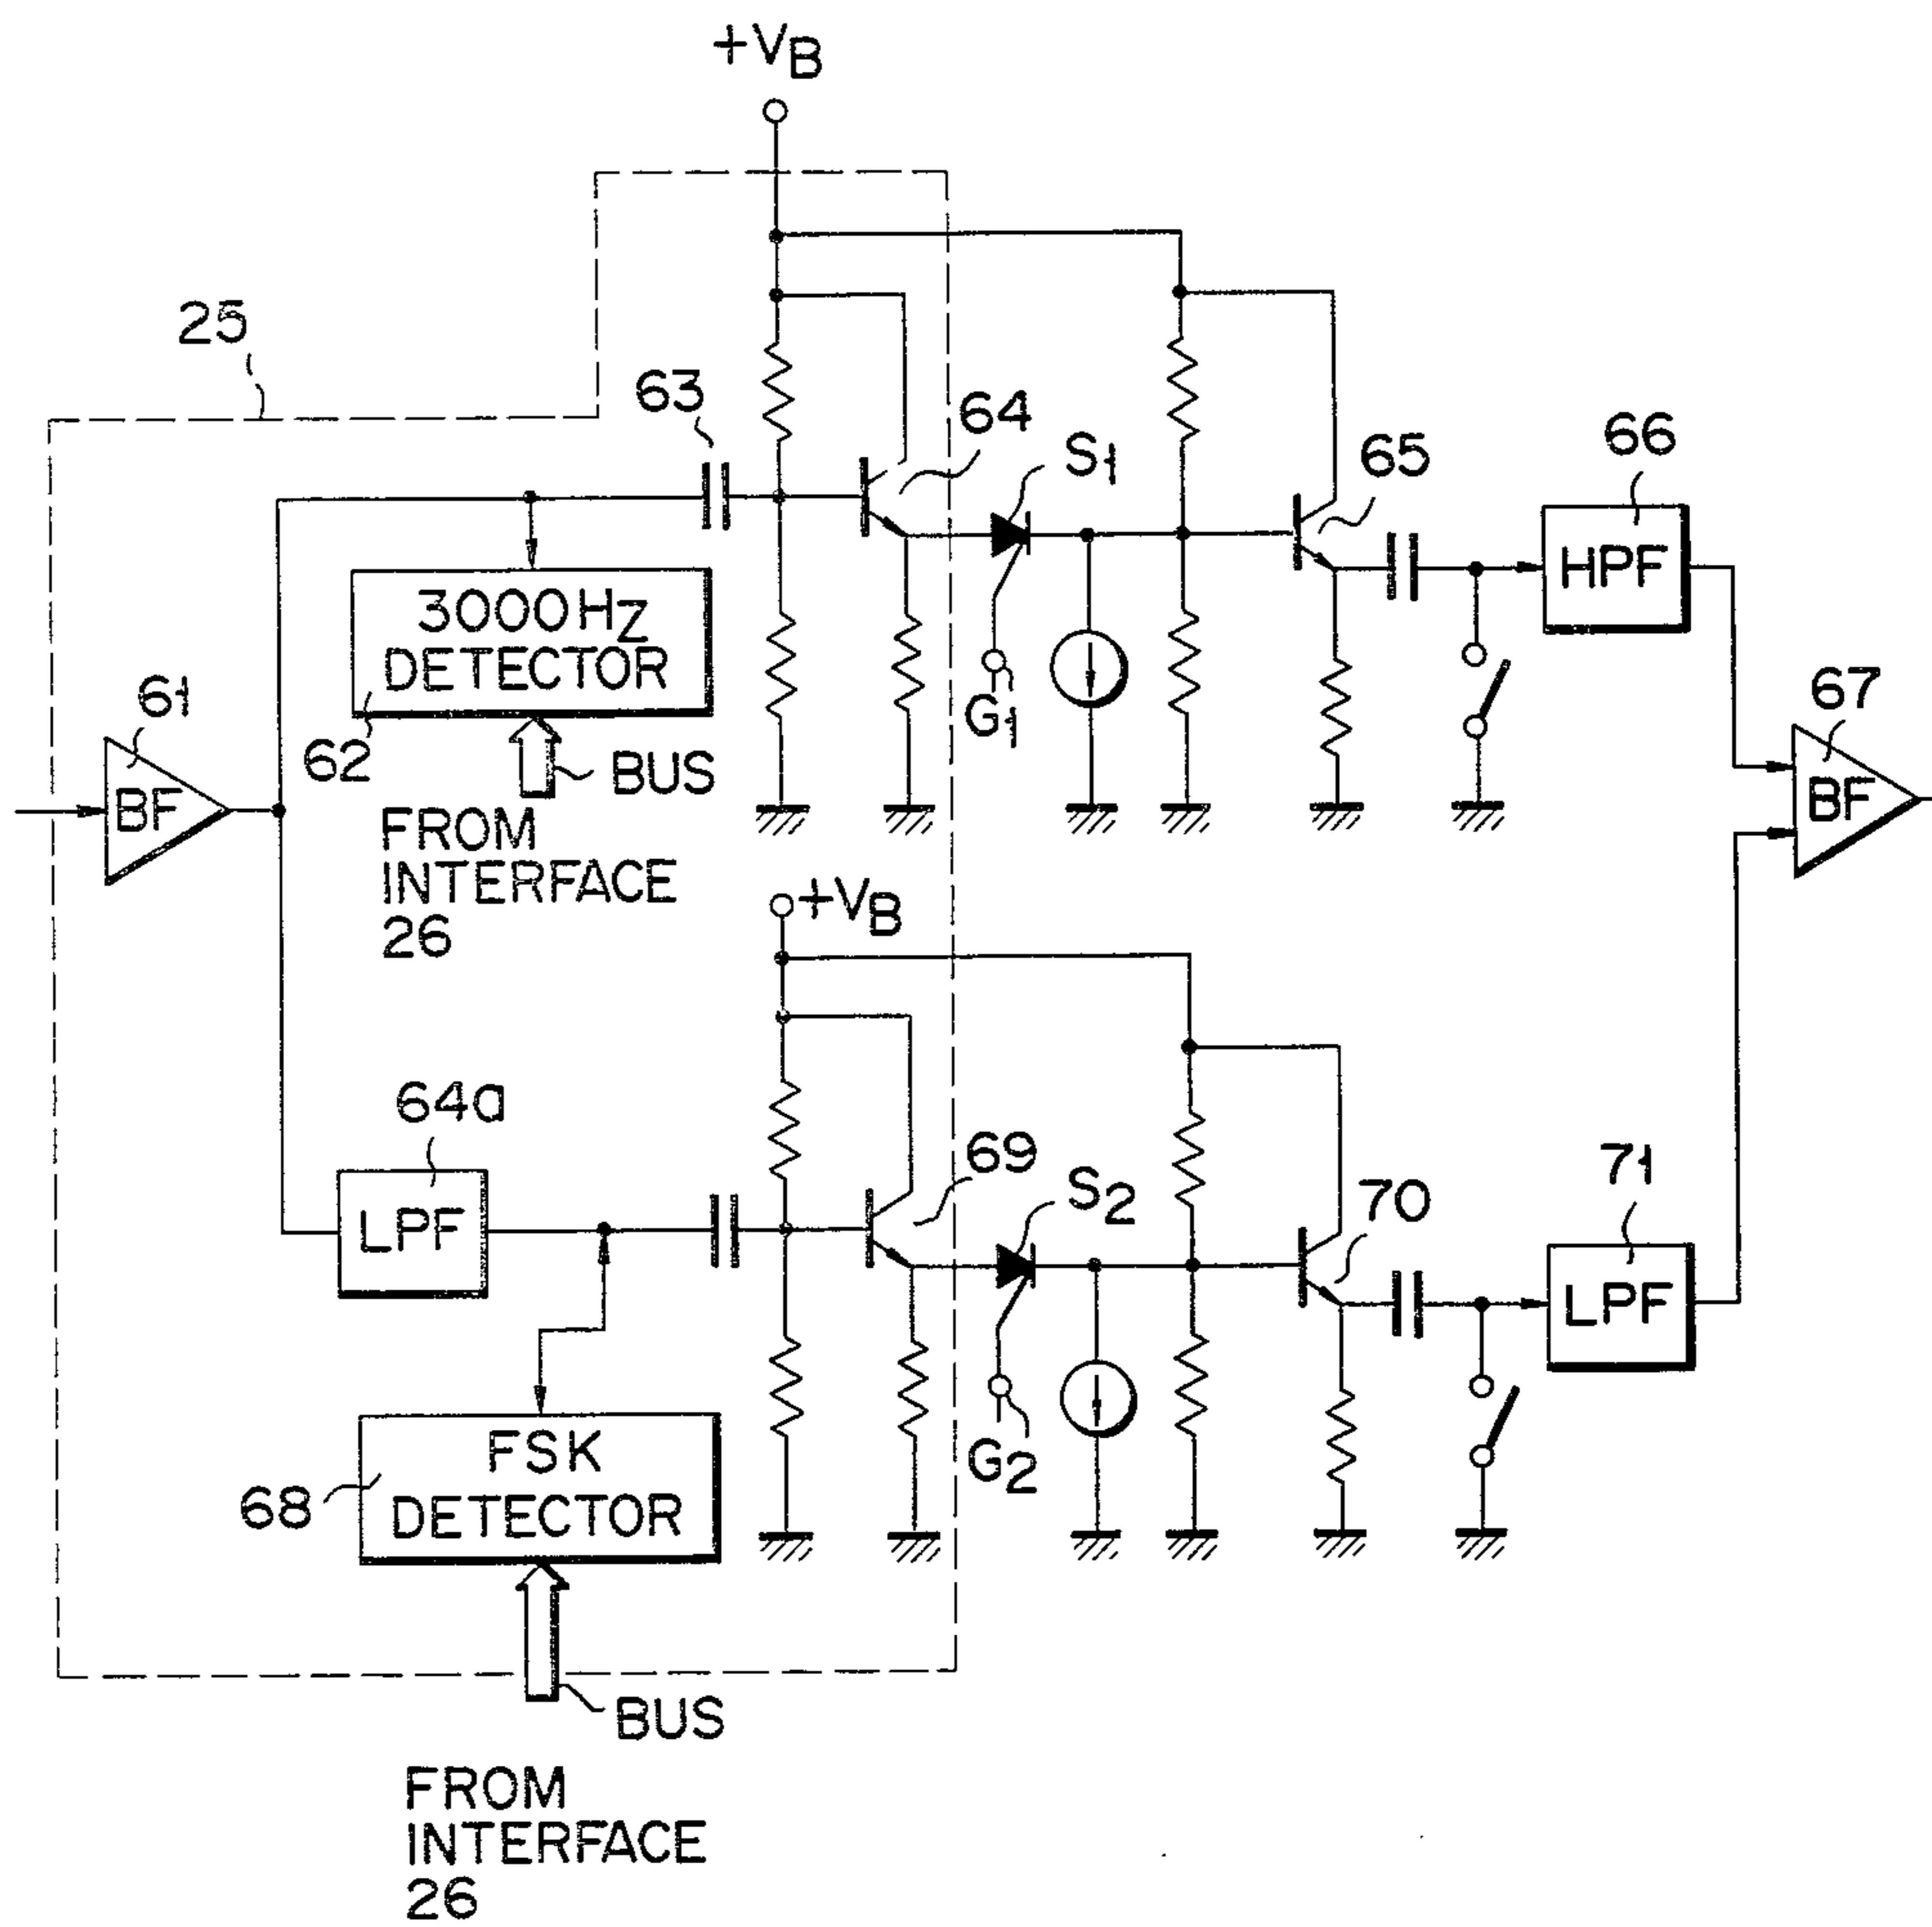 +VB
25
63
64
S1
65
66
HPF
3000HZ
DETECTOR
62
G1
61
BF
BUS
67
BF
FROM
INTERFACE
26
+VB
64a
LPF
69
S2
70
71
LPF
G2
68
FSK
DETECTOR
BUS
FROM
INTERFACE
26